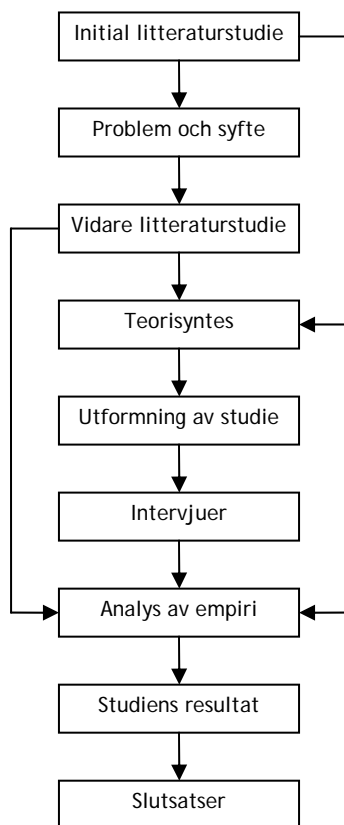 Initial litteraturstudie
Problem och syfte
Vidare litteraturstudie
Teorisyntes
Utformning av studie
Intervjuer
Analys av empiri
Studiens resultat
Slutsatser